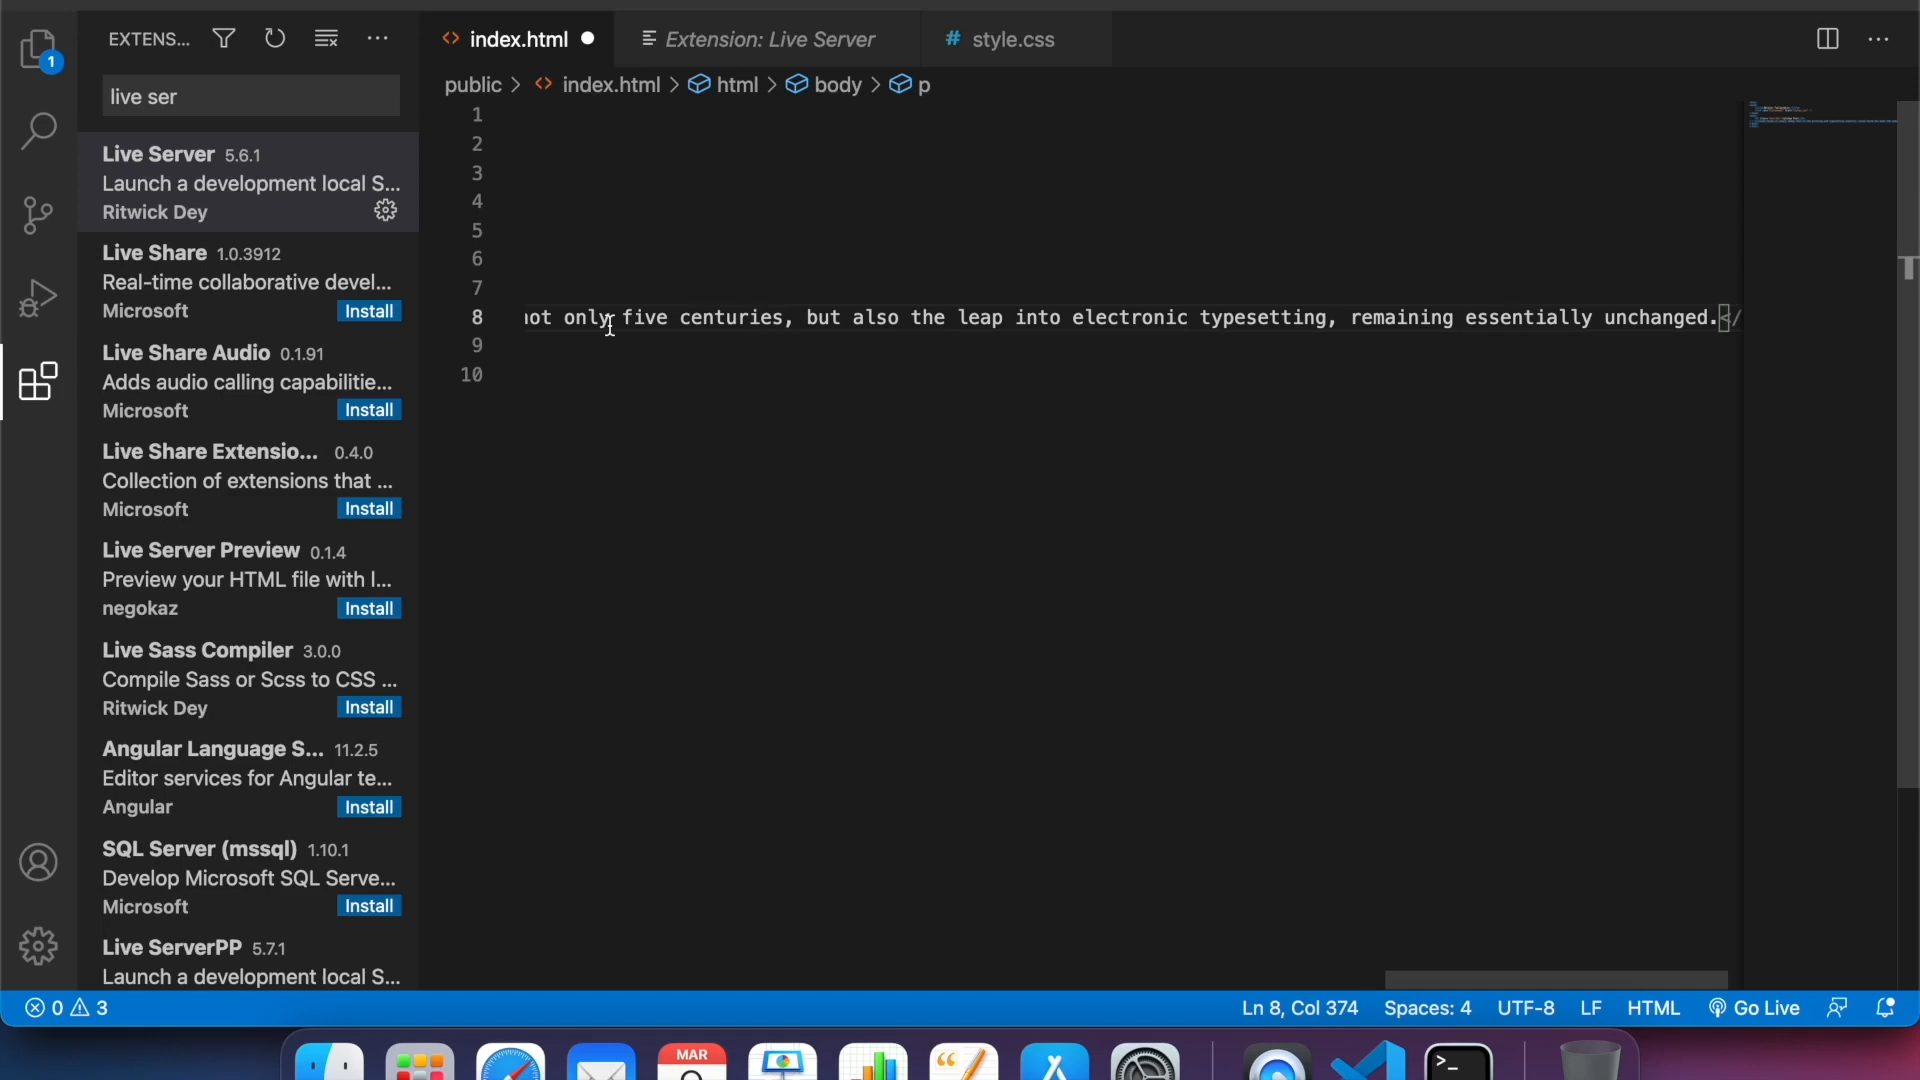 EXTENS...
index.html
Extension: Live Server
# style.css
1
live ser
public > index.html > html > body > p
Live Server 5.6.1
Launch a development local S...
Ritwick Dey
Live Share 1.0.3912
Real-time collaborative devel...
Microsoft Install
Live Share Audio 0.1.91
Adds audio calling capabilitie...
Microsoft Install
Live Share Extensio... 0.4.0
Collection of extensions that ...
Microsoft Install
Live Server Preview 0.1.4
Preview your HTML file with l...
negokaz Install
Live Sass Compiler 3.0.0
Compile Sass or Scss to CSS ...
Ritwick Dey Install
Angular Language S... 11.2.5
Editor services for Angular te...
Angular Install
SQL Server (mssql) 1.10.1
Develop Microsoft SQL Serve...
Microsoft Install
Live ServerPP 5.7.1
Launch a development local S...
1
2
3
4
5
6
7
8 not only five centuries, but also the leap into electronic typesetting, remaining essentially unchanged.</
9
10
0 3
Ln 8, Col 374 Spaces: 4 UTF-8 LF HTML Go Live
MAR